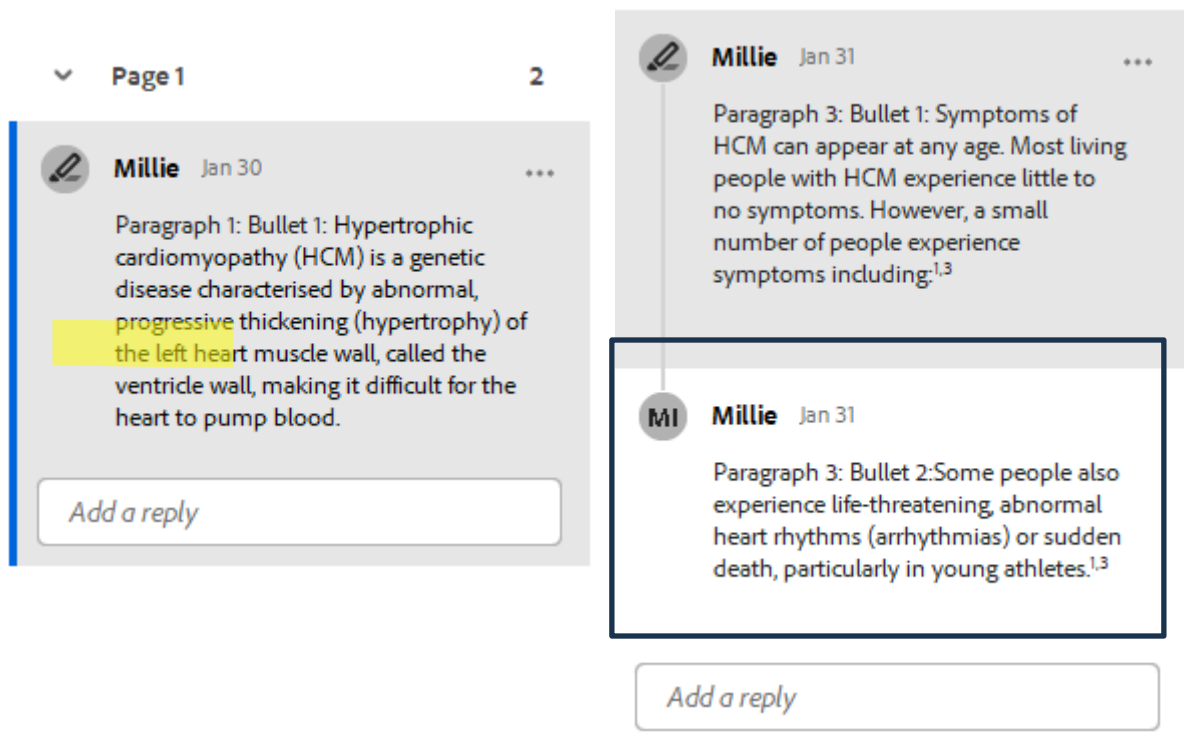 Page 1 2
Millie Jan 30
Paragraph 1: Bullet 1: Hypertrophic
cardiomyopathy (HCM) is a genetic
disease characterised by abnormal,
progressive thickening (hypertrophy) of
the left heart muscle wall, called the
ventricle wall, making it difficult for the
heart to pump blood.
Add a reply
Millie Jan 31
Paragraph 3: Bullet 1: Symptoms of
HCM can appear at any age. Most living
people with HCM experience little to
no symptoms. However, a small
number of people experience
symptoms including:¹,³
MI Millie Jan 31
Paragraph 3: Bullet 2:Some people also
experience life-threatening, abnormal
heart rhythms (arrhythmias) or sudden
death, particularly in young athletes.¹,³
Add a reply